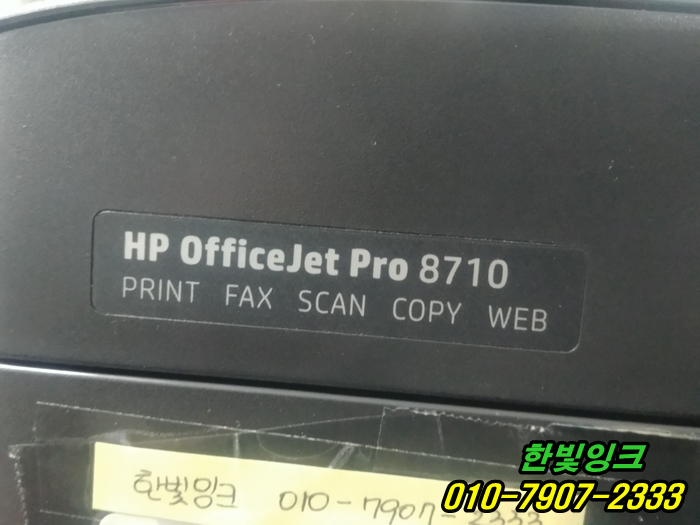 HP OfficeJet Pro 8710
PRINT FAX SCAN COPY WEB
한빛잉크 010-7907-2333
한빛잉크
010-7907-2333